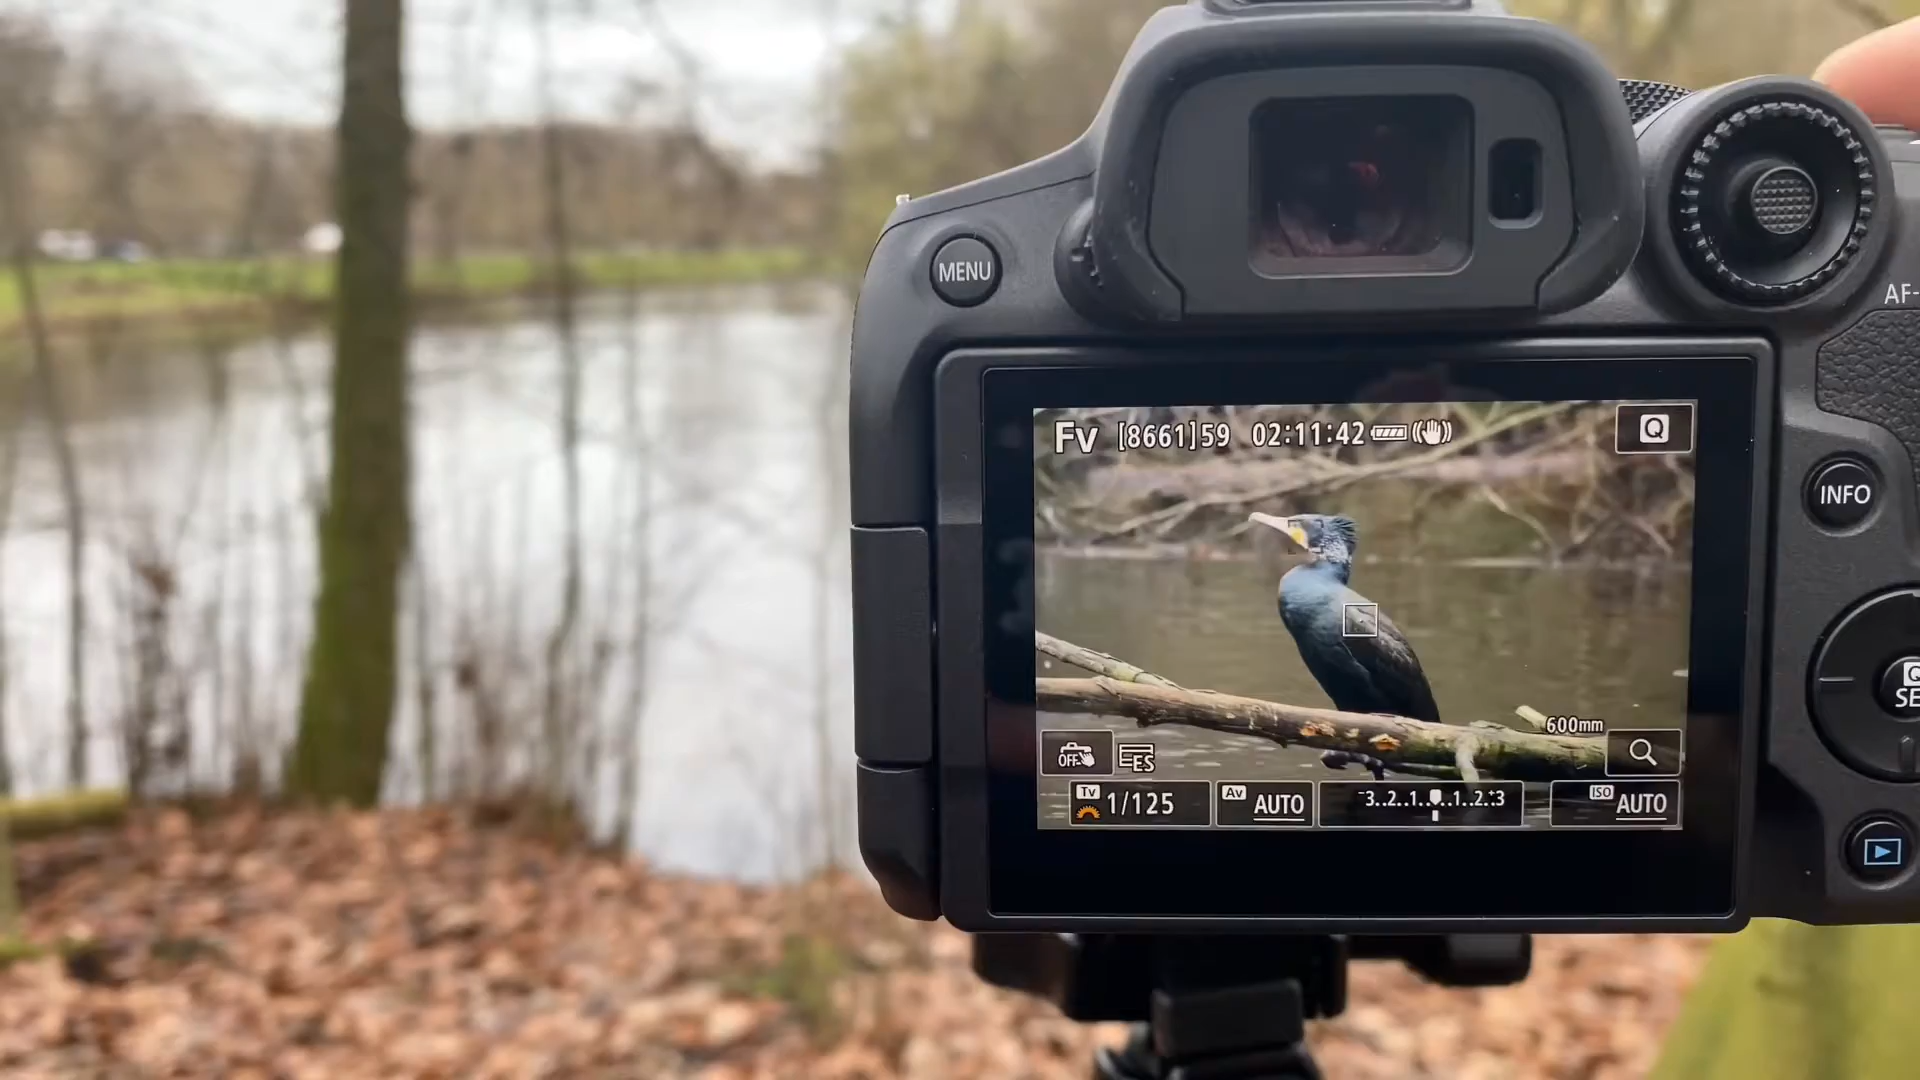 MENU
AF-
Fv [8661]59 02:11:42
Q
INFO
Q
SE
600mm
OFF
ES
Tv 1/125
Av AUTO
-3..2..1..0..1..2..+3
ISO AUTO